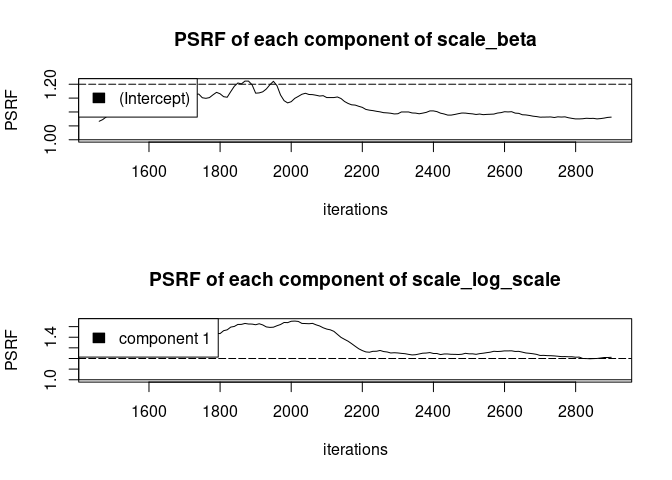 PSRF of each component of scale_beta
PSRF
1.20
1.00
(Intercept)
1600 1800 2000 2200 2400 2600 2800
iterations
PSRF of each component of scale_log_scale
PSRF
1.4
1.0
component 1
1600 1800 2000 2200 2400 2600 2800
iterations